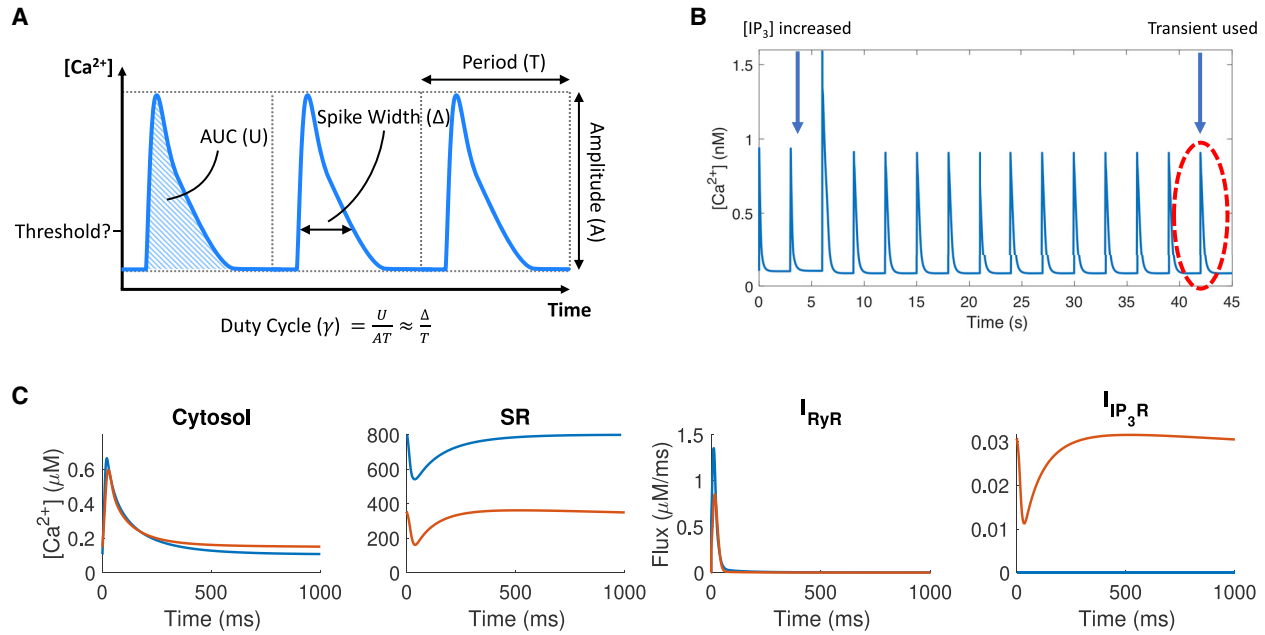 A
[Ca²⁺]
Period (T)
AUC (U)
Spike Width (Δ)
Amplitude (A)
Threshold?
Time
Duty Cycle (γ) = U/AT ≈ Δ/T
B
[IP₃] increased
Transient used
[Ca²⁺] (nM)
1.5
1
0.5
0
0 5 10 15 20 25 30 35 40 45
Time (s)
C
Cytosol
[Ca²⁺] (μM)
0.6
0.4
0.2
0
0 500 1000
Time (ms)
SR
800
600
400
200
0
0 500 1000
Time (ms)
I_RyR
Flux (μM/ms)
1.5
1
0.5
0
0 500 1000
Time (ms)
I_IP₃R
0.03
0.02
0.01
0
0 500 1000
Time (ms)